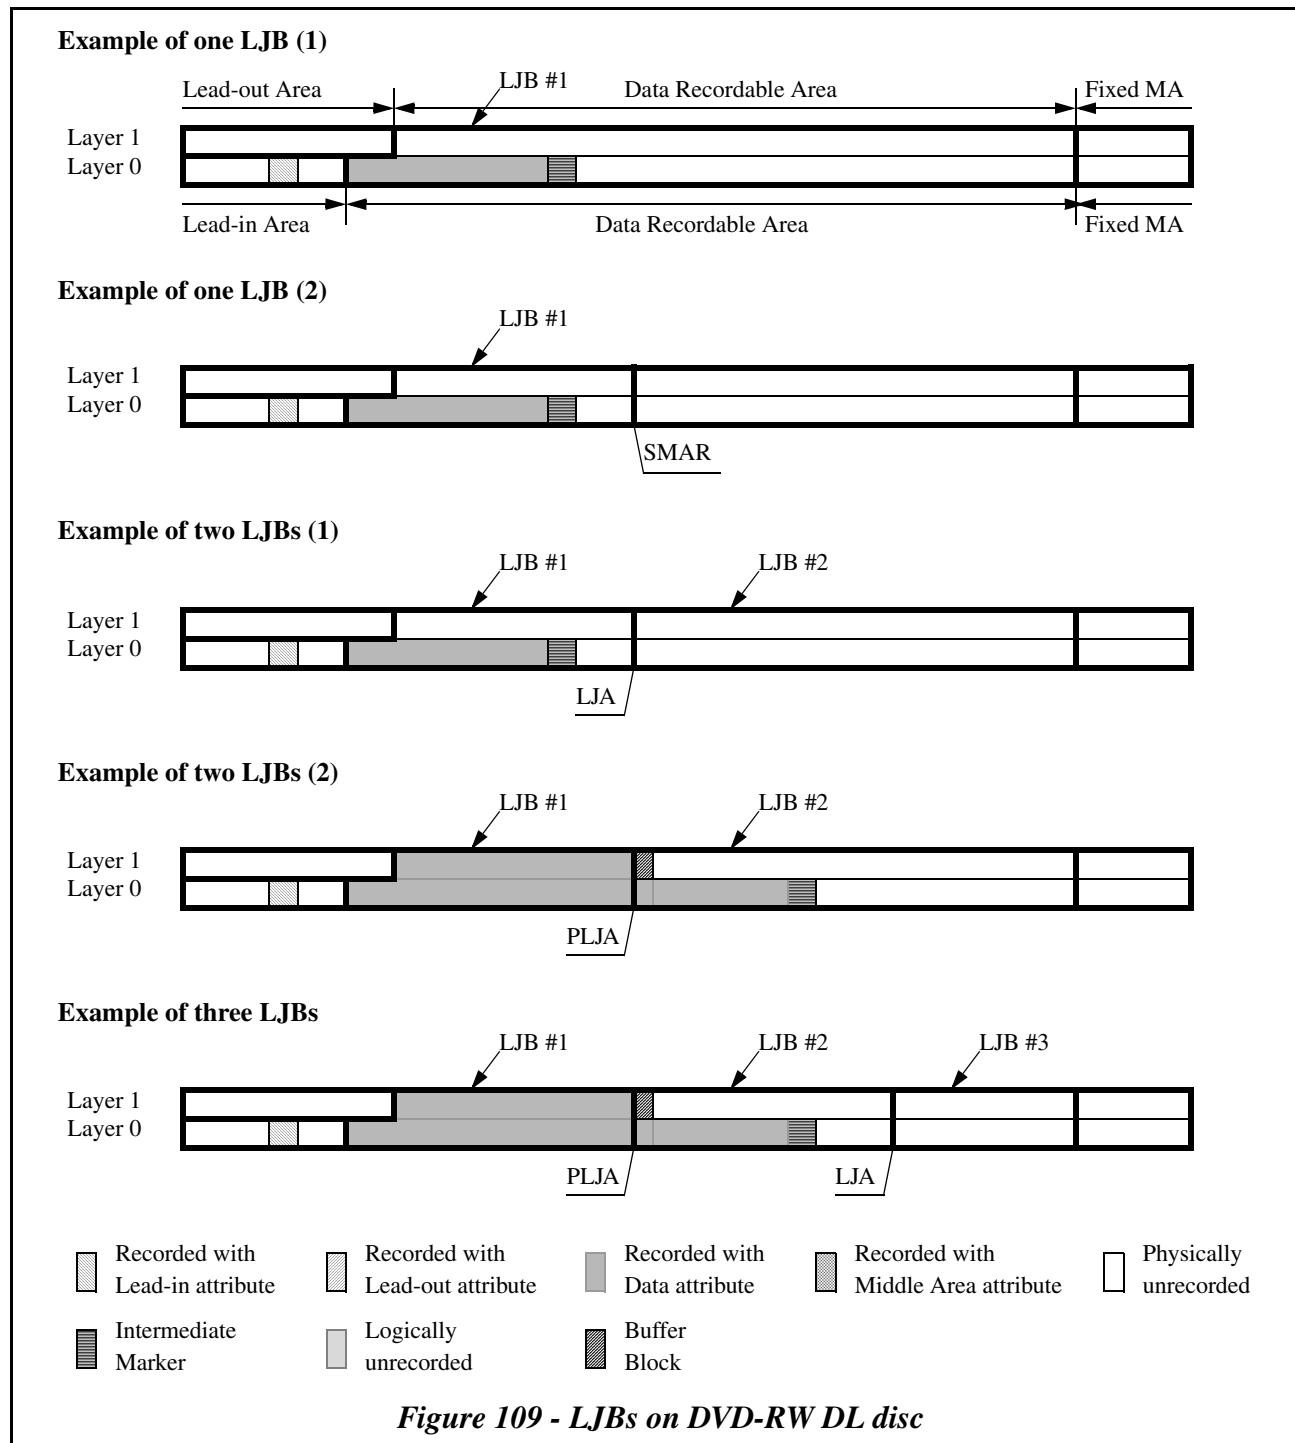 Example of one LJB (1)
LJB #1
Lead-out Area Data Recordable Area Fixed MA
Layer 1
Layer 0
Lead-in Area Data Recordable Area Fixed MA
Example of one LJB (2)
LJB #1
Layer 1
Layer 0
SMAR
Example of two LJBs (1)
LJB #1 LJB #2
Layer 1
Layer 0
LJA
Example of two LJBs (2)
LJB #1 LJB #2
Layer 1
Layer 0
PLJA
Example of three LJBs
LJB #1 LJB #2 LJB #3
Layer 1
Layer 0
PLJA LJA
Recorded with Recorded with Recorded with Recorded with Physically
Lead-in attribute Lead-out attribute Data attribute Middle Area attribute unrecorded
Intermediate Logically Buffer
Marker unrecorded Block
Figure 109 - LJBs on DVD-RW DL disc